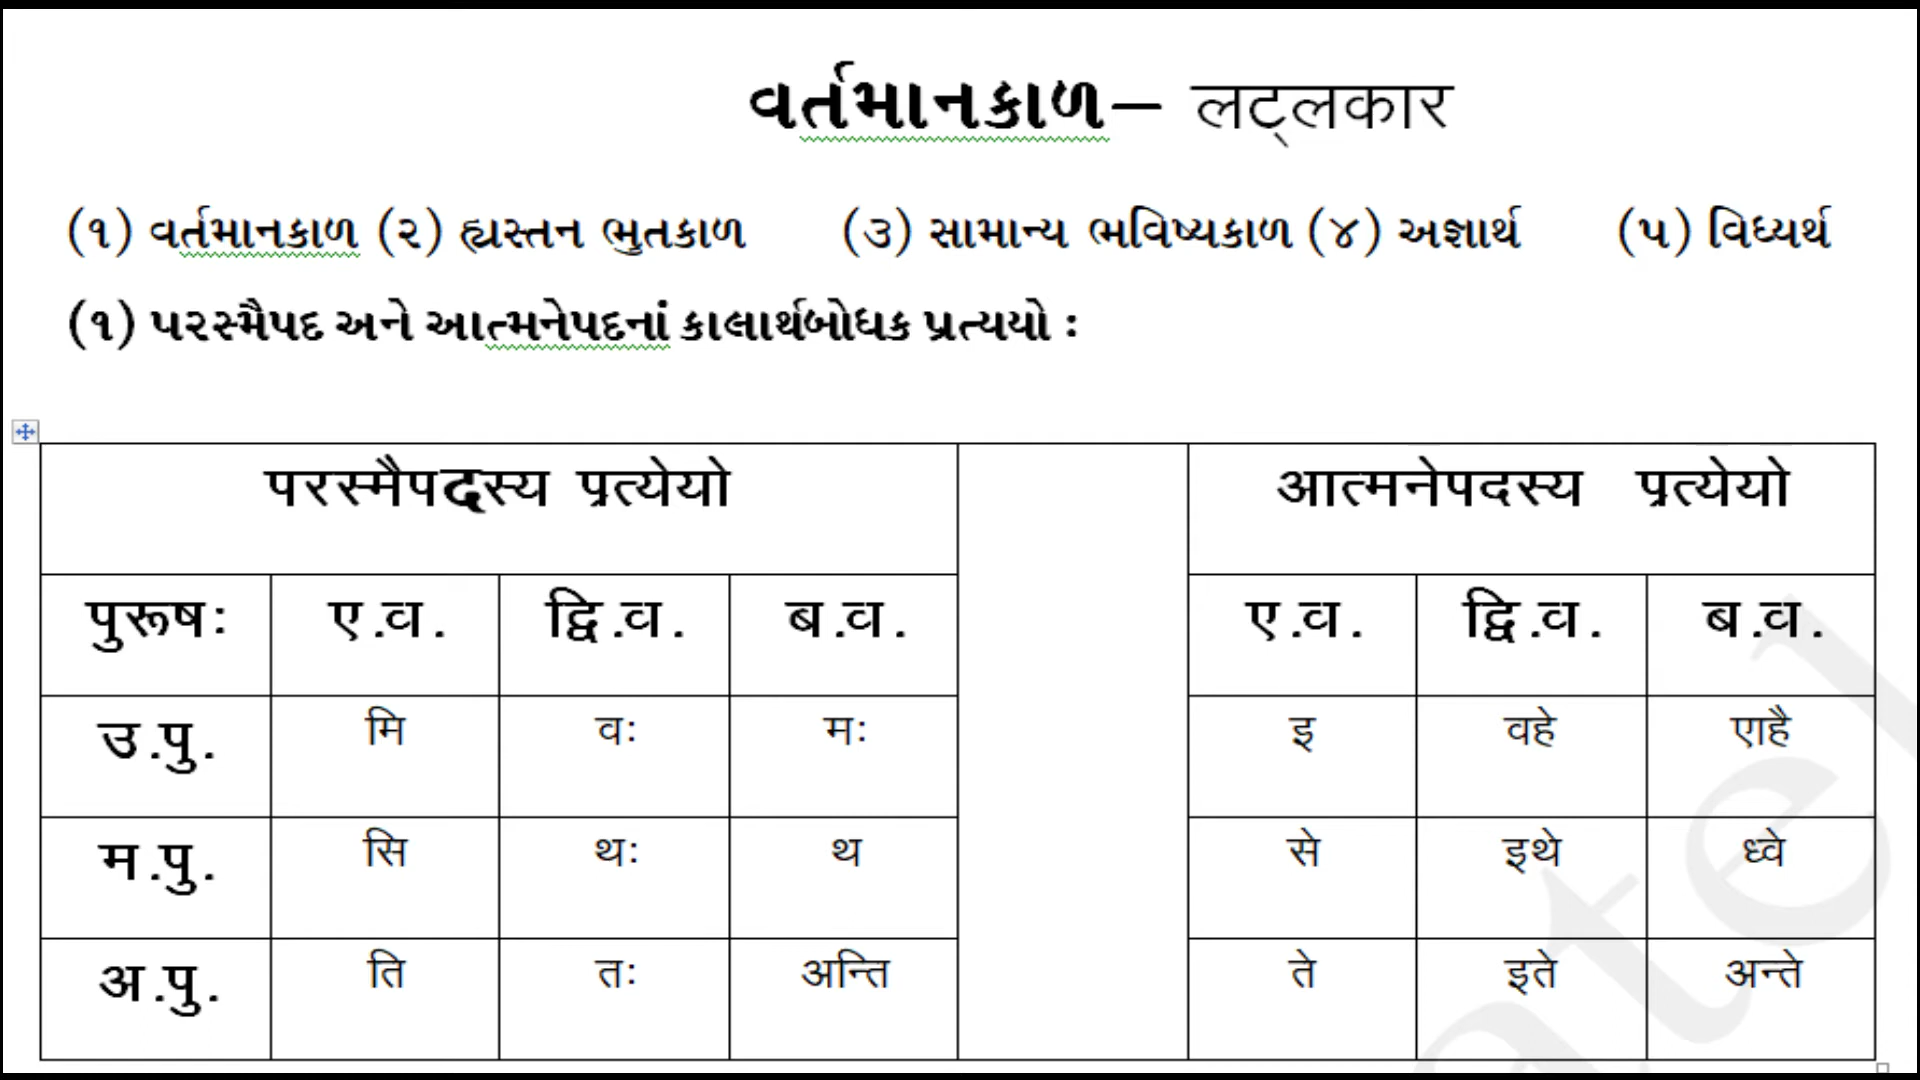 વર્તમાનકાળ– लट्लकार
(૧) વર્તમાનકાળ (૨) હ્યસ્તન ભુતકાળ (૩) સામાન્ય ભવિષ્યકાળ (૪) અજ્ઞાર્થ (૫) વિધ્યર્થ
(૧) પરસ્મૈપદ અને આત્મનેપદનાં કાલાર્થબોધક પ્રત્યયો :
परस्मैपदस्य प्रत्येयो आत्मनेपदस्य प्रत्येयो
पुरूषः ए.व. द्वि.व. ब.व. ए.व. द्वि.व. ब.व.
उ.पु. मि वः मः इ वहे
म.पु. सि थः थ से इथे ध्वे
अ.पु. ति तः अन्ति ते इते अन्ते